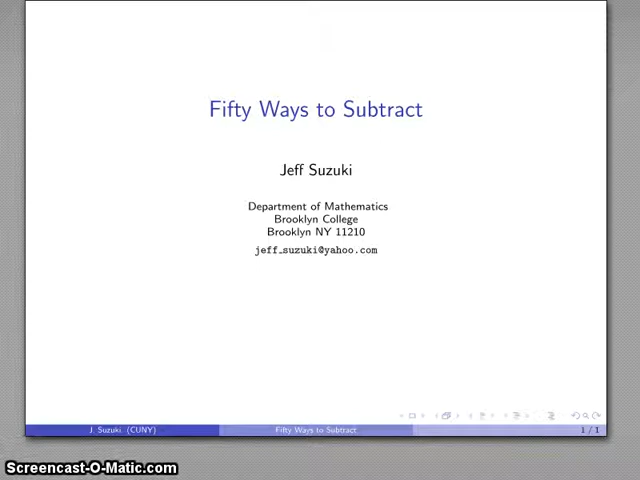 Fifty Ways to Subtract
Jeff Suzuki
Department of Mathematics
Brooklyn College
Brooklyn NY 11210
jeff_suzuki@yahoo.com
J. Suzuki. (CUNY)
Fifty Ways to Subtract
1 / 1
Screencast-O-Matic.com